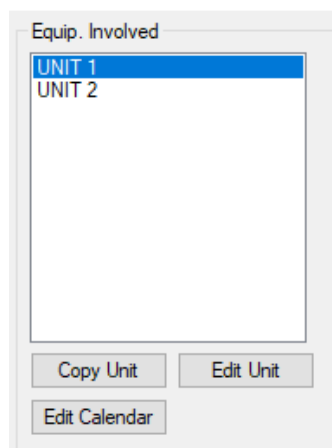 Equip. Involved
UNIT 1
UNIT 2
Copy Unit Edit Unit
Edit Calendar